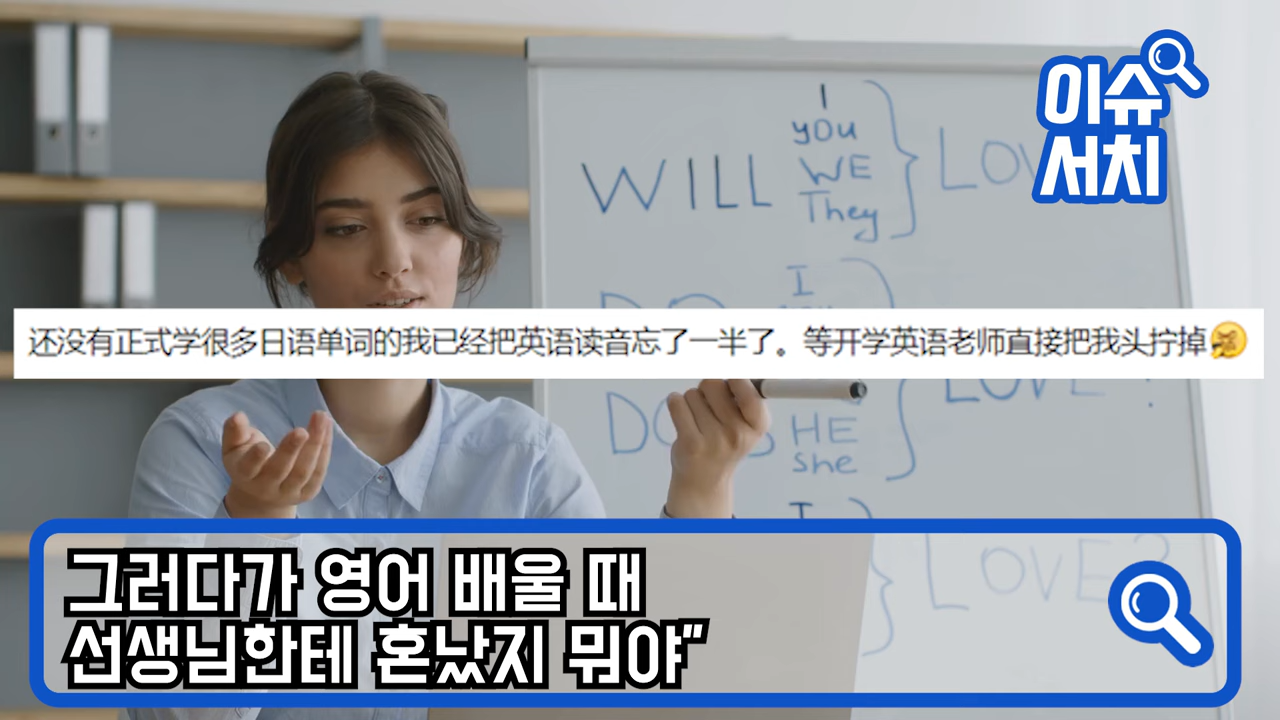 이슈
서치
I
you
WILL WE
They
I
还没有正式学很多日语单词的我已经把英语读音忘了一半了。等开学英语老师直接把我头拧掉
HE
she
I
그러다가 영어 배울 때
선생님한테 혼났지 뭐야"
LOVE?